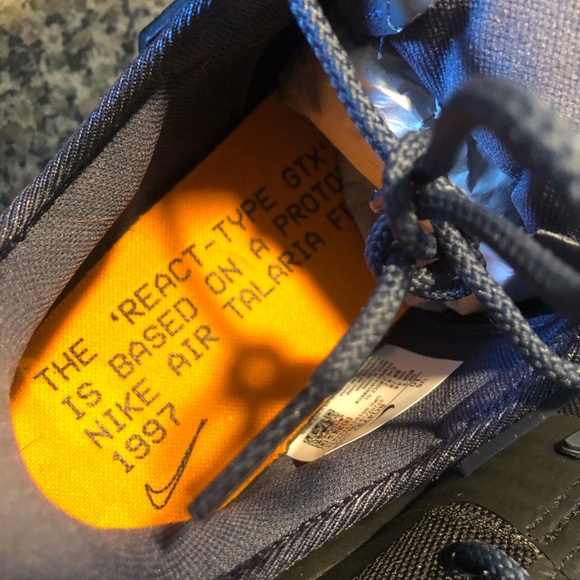 THE 'REACT-TYPE GTX'
IS BASED ON A PROTO
NIKE AIR TALARIA F
1997